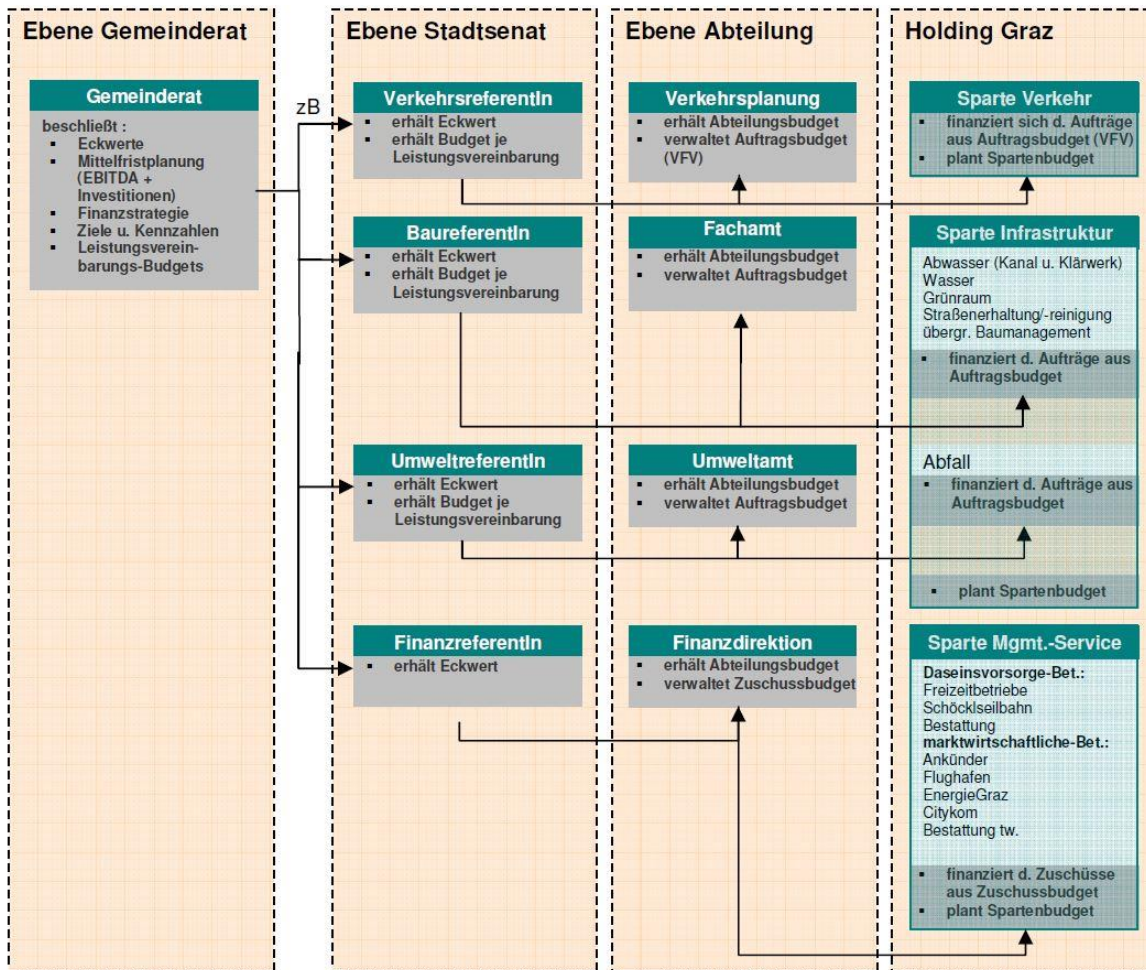 Ebene Gemeinderat
Gemeinderat
beschließt :
▪ Eckwerte
▪ Mittelfristplanung
(EBITDA +
Investitionen)
▪ Finanzstrategie
▪ Ziele u. Kennzahlen
▪ Leistungsverein-
barungs-Budgets
zB
Ebene Stadtsenat
VerkehrsreferentIn
▪ erhält Eckwert
▪ erhält Budget je
Leistungsvereinbarung
BaureferentIn
▪ erhält Eckwert
▪ erhält Budget je
Leistungsvereinbarung
UmweltreferentIn
▪ erhält Eckwert
▪ erhält Budget je
Leistungsvereinbarung
FinanzreferentIn
▪ erhält Eckwert
Ebene Abteilung
Verkehrsplanung
▪ erhält Abteilungsbudget
▪ verwaltet Auftragsbudget
(VFV)
Fachamt
▪ erhält Abteilungsbudget
▪ verwaltet Auftragsbudget
Umweltamt
▪ erhält Abteilungsbudget
▪ verwaltet Auftragsbudget
Finanzdirektion
▪ erhält Abteilungsbudget
▪ verwaltet Zuschussbudget
Holding Graz
Sparte Verkehr
▪ finanziert sich d. Aufträge
aus Auftragsbudget (VFV)
▪ plant Spartenbudget
Sparte Infrastruktur
Abwasser (Kanal u. Klärwerk)
Wasser
Grünraum
Straßenerhaltung/-reinigung
übergr. Baumanagement
▪ finanziert d. Aufträge aus
Auftragsbudget
Abfall
▪ finanziert d. Aufträge aus
Auftragsbudget
▪ plant Spartenbudget
Sparte Mgmt.-Service
Daseinsvorsorge-Bet.:
Freizeitbetriebe
Schöcklseilbahn
Bestattung
marktwirtschaftliche-Bet.:
Ankünder
Flughafen
EnergieGraz
Citykom
Bestattung tw.
▪ finanziert d. Zuschüsse
aus Zuschussbudget
▪ plant Spartenbudget